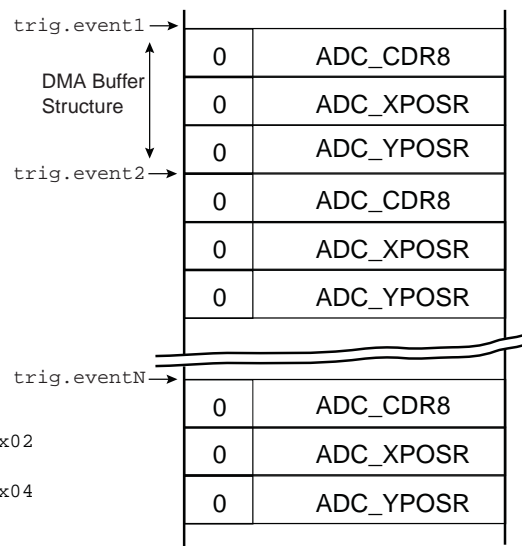 trig.event1
0 ADC_CDR8
DMA Buffer
Structure
0 ADC_XPOSR
0 ADC_YPOSR
trig.event2
0 ADC_CDR8
0 ADC_XPOSR
0 ADC_YPOSR
trig.eventN
0 ADC_CDR8
x02
0 ADC_XPOSR
x04
0 ADC_YPOSR